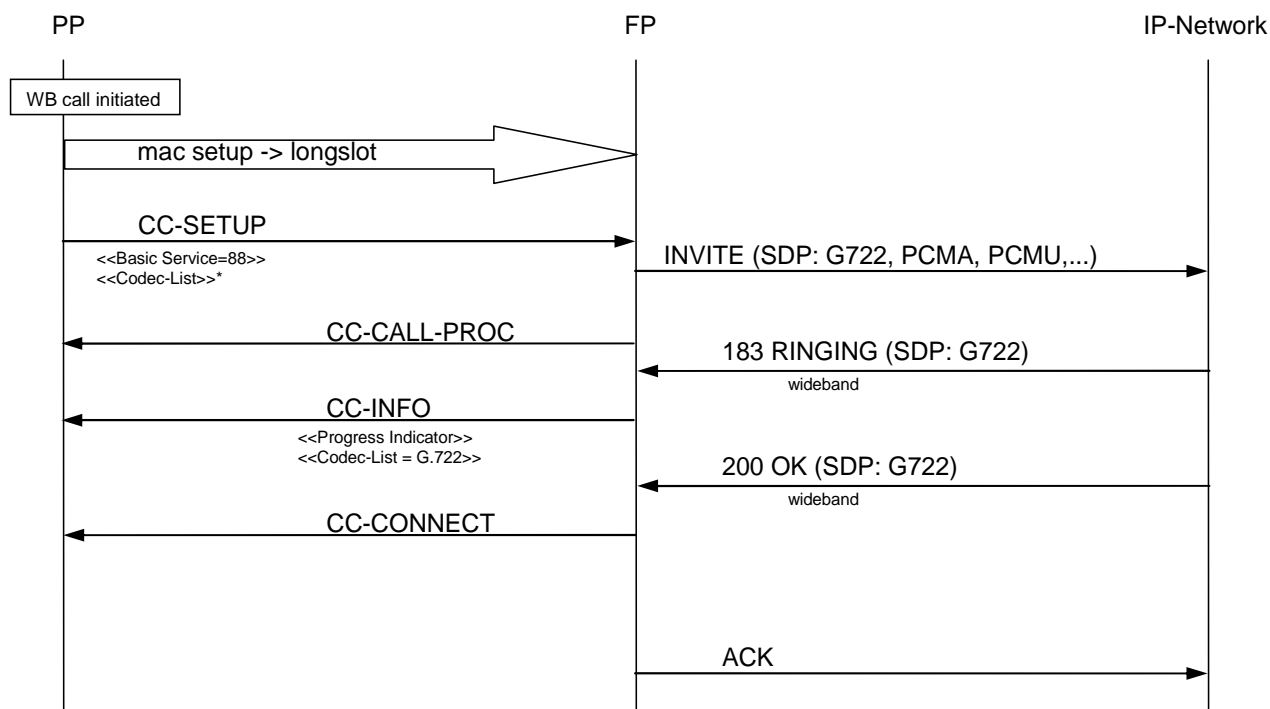 PP
FP
IP-Network
WB call initiated
mac setup -> longslot
CC-SETUP
<<Basic Service=88>>
<<Codec-List>>*
INVITE (SDP: G722, PCMA, PCMU,...)
CC-CALL-PROC
183 RINGING (SDP: G722)
wideband
CC-INFO
<<Progress Indicator>>
<<Codec-List = G.722>>
200 OK (SDP: G722)
wideband
CC-CONNECT
ACK